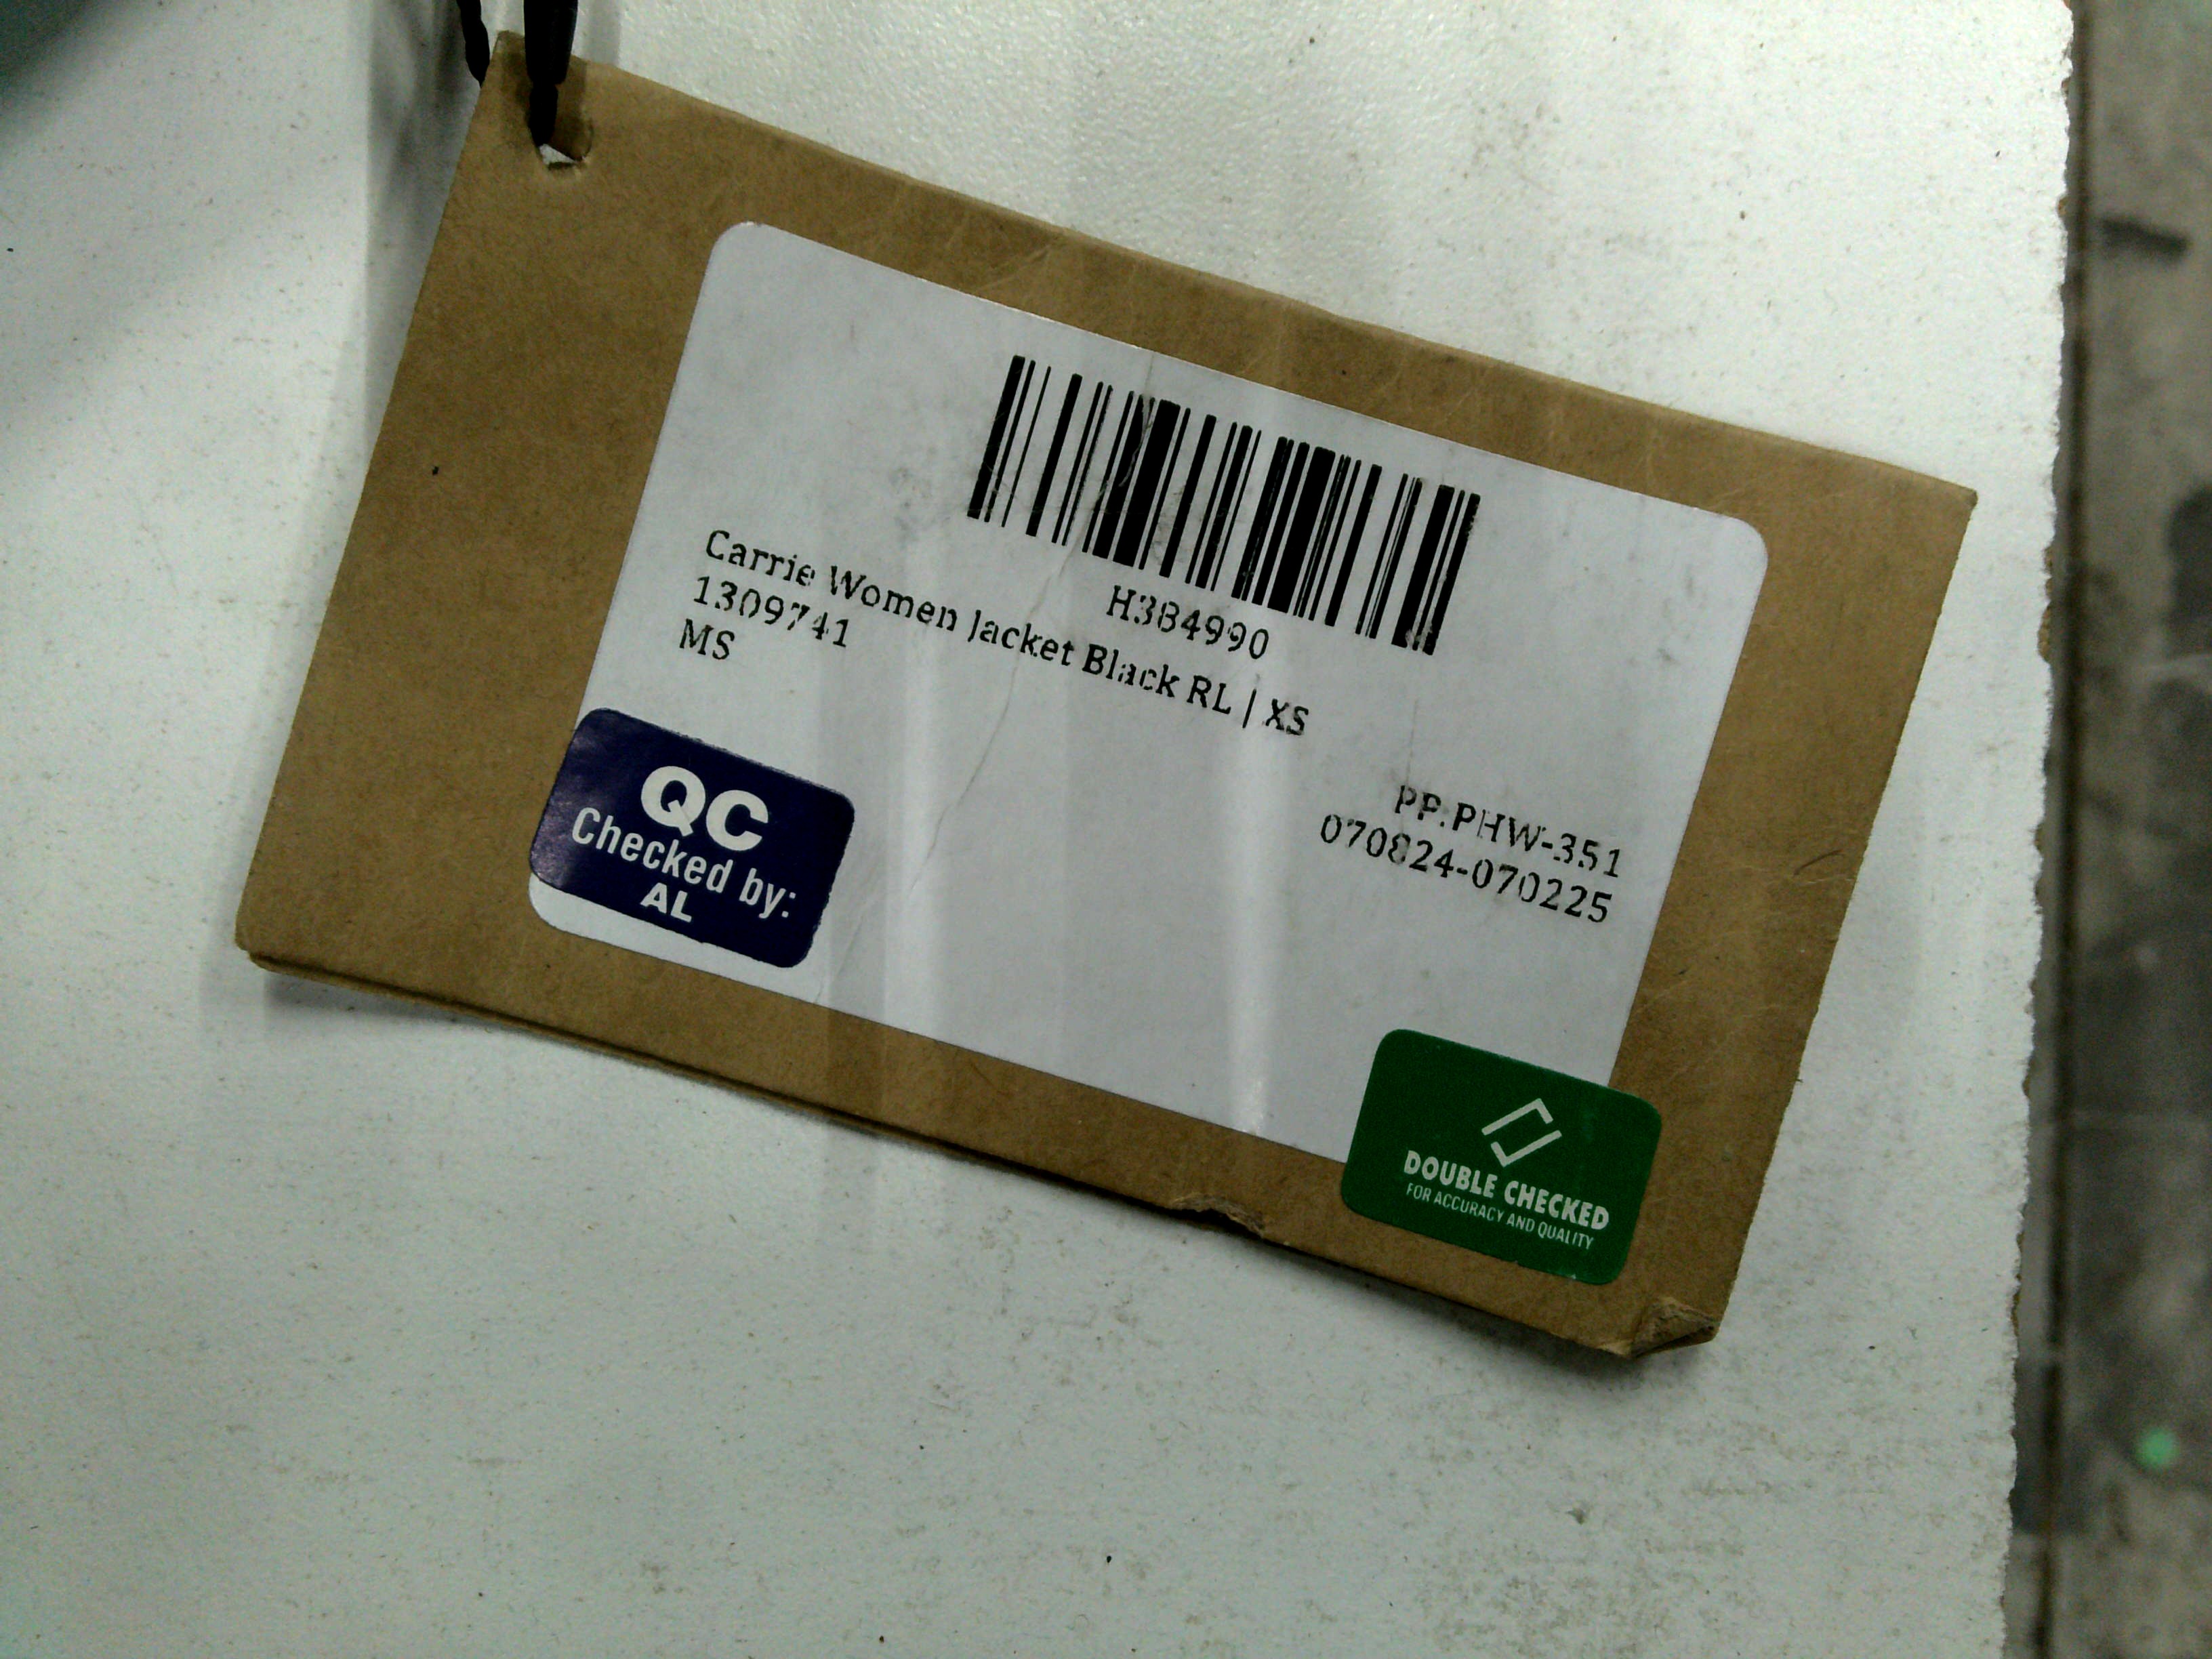 H384990
Carrie Women Jacket Black RL | XS
1309741
MS
PP.PHW-351
070824-070225
QC
Checked by:
AL
DOUBLE CHECKED
FOR ACCURACY AND QUALITY